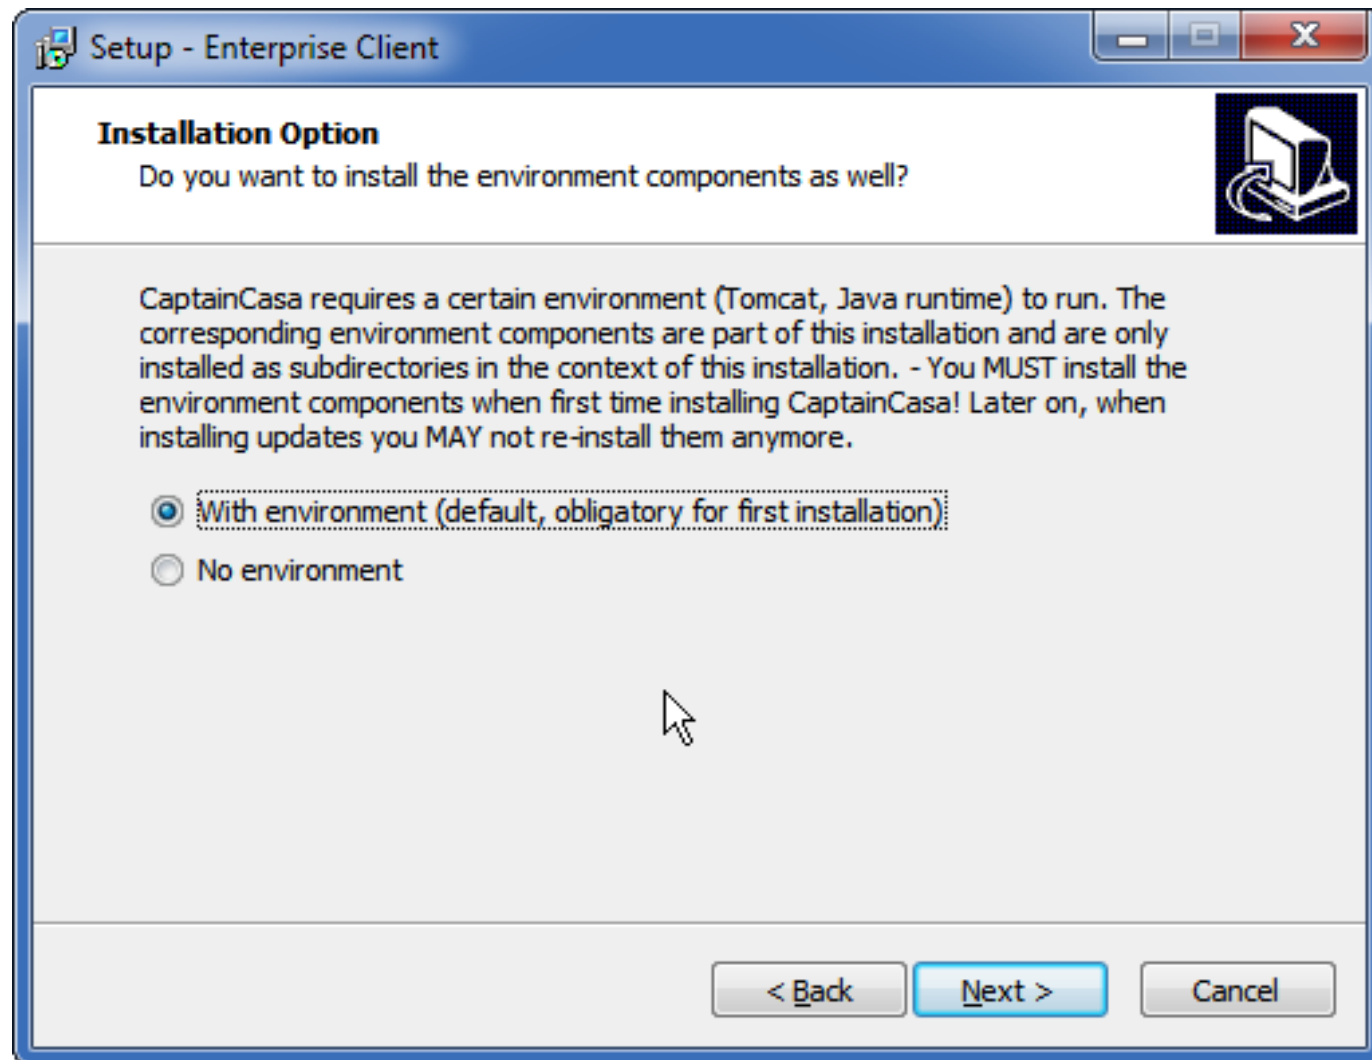 Setup - Enterprise Client
Installation Option
Do you want to install the environment components as well?
CaptainCasa requires a certain environment (Tomcat, Java runtime) to run. The
corresponding environment components are part of this installation and are only
installed as subdirectories in the context of this installation. - You MUST install the
environment components when first time installing CaptainCasa! Later on, when
installing updates you MAY not re-install them anymore.
With environment (default, obligatory for first installation)
No environment
< Back Next > Cancel